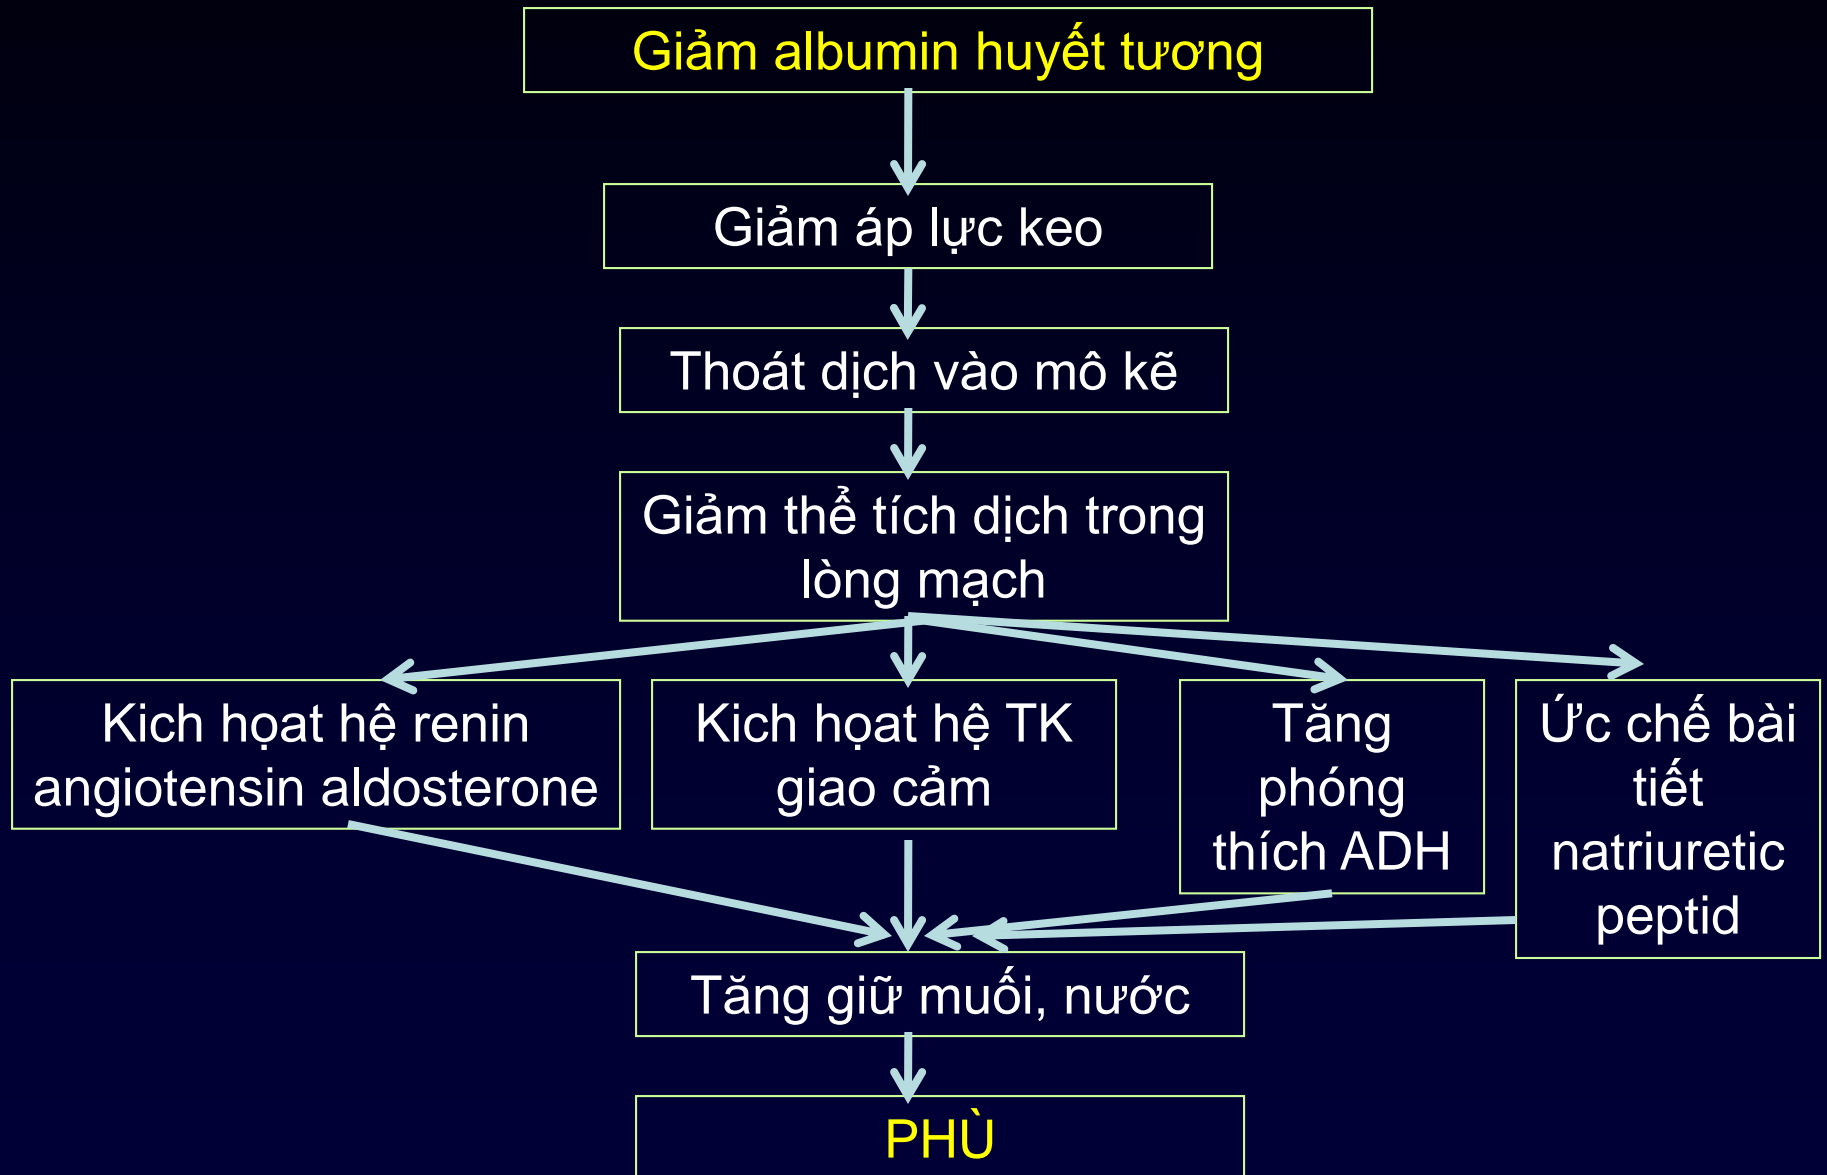 Giảm albumin huyết tương
Giảm áp lực keo
Thoát dịch vào mô kẽ
Giảm thể tích dịch trong
lòng mạch
Kich họat hệ renin
angiotensin aldosterone
Kich họat hệ TK
giao cảm
Tăng
phóng
thích ADH
Ức chế bài
tiết
natriuretic
peptid
Tăng giữ muối, nước
PHÙ